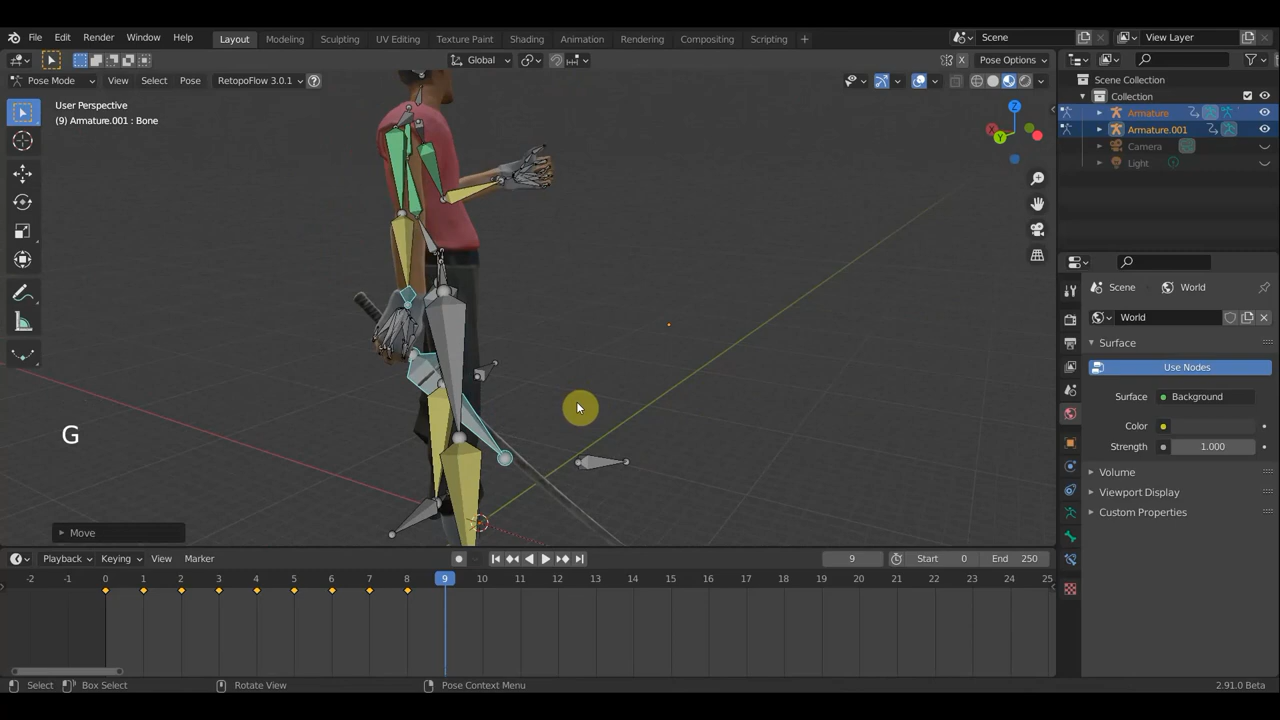 File Edit Render Window Help Layout Modeling Sculpting UV Editing Shading Texture Paint Animation Rendering Compositing Scripting + Scene View Layer
Global Pose Options
Pose Mode View Select Pose RetopoFlow 3.0.1 ?
User Perspective
(9) Armature.001 : Bone
X Z Y
Scene Collection
Collection
Armature
Armature.001
Camera
Light
Scene > World
World
Surface
Use Nodes
Surface Background
Color
Strength 1.000
Volume
Viewport Display
Custom Properties
G
Move
Playback Keying View Marker 9 Start 0 End 250
-2 -1 0 1 2 3 4 5 6 7 8 9 10 11 12 13 14 15 16 17 18 19 20 21 22 23 24 25
Select Box Select Rotate View Pose Context Menu 2.91.0 Beta